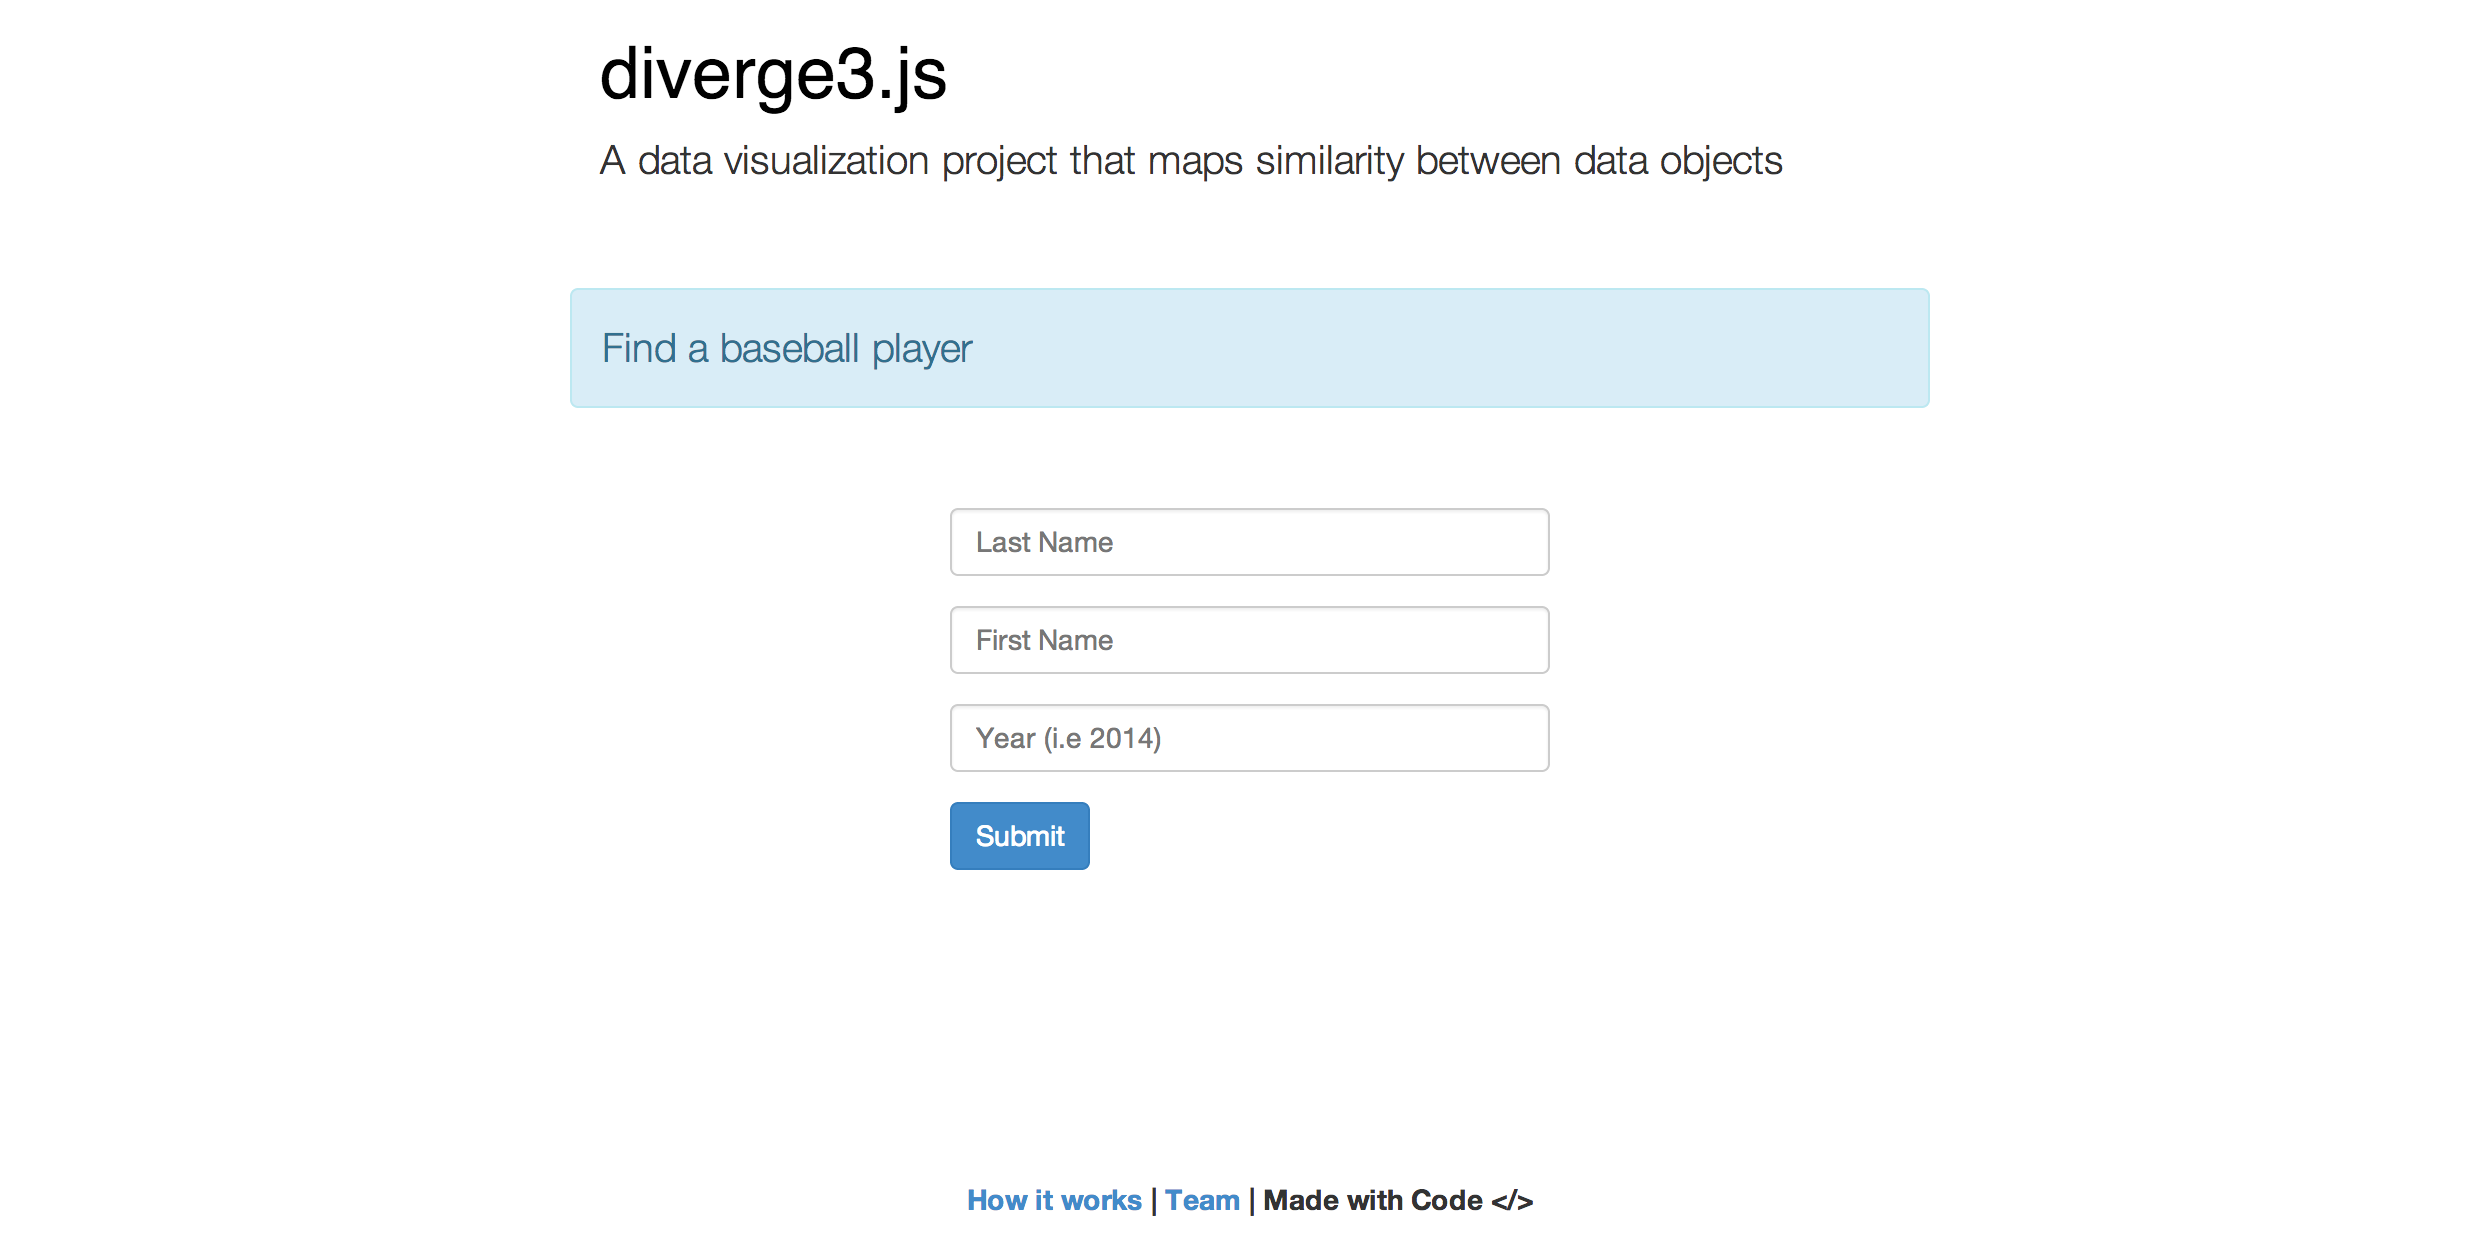 diverge3.js
A data visualization project that maps similarity between data objects
Find a baseball player
Last Name
First Name
Year (i.e 2014)
Submit
How it works | Team | Made with Code </>